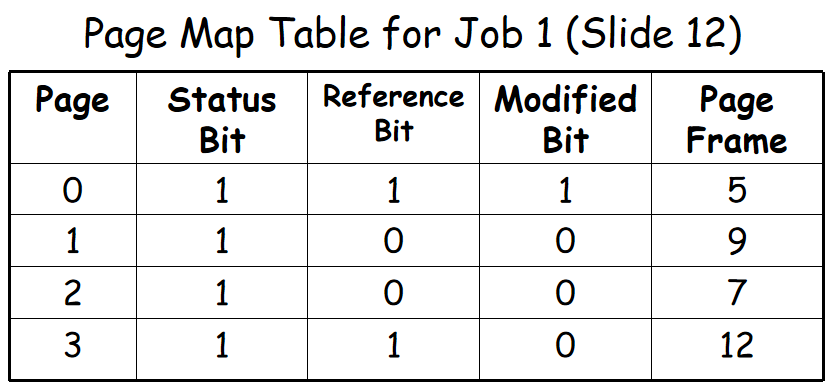 Page Map Table for Job 1 (Slide 12)
Page Status Bit Reference Bit Modified Bit Page Frame
0 1 1 1 5
1 1 0 0 9
2 1 0 0 7
3 1 1 0 12